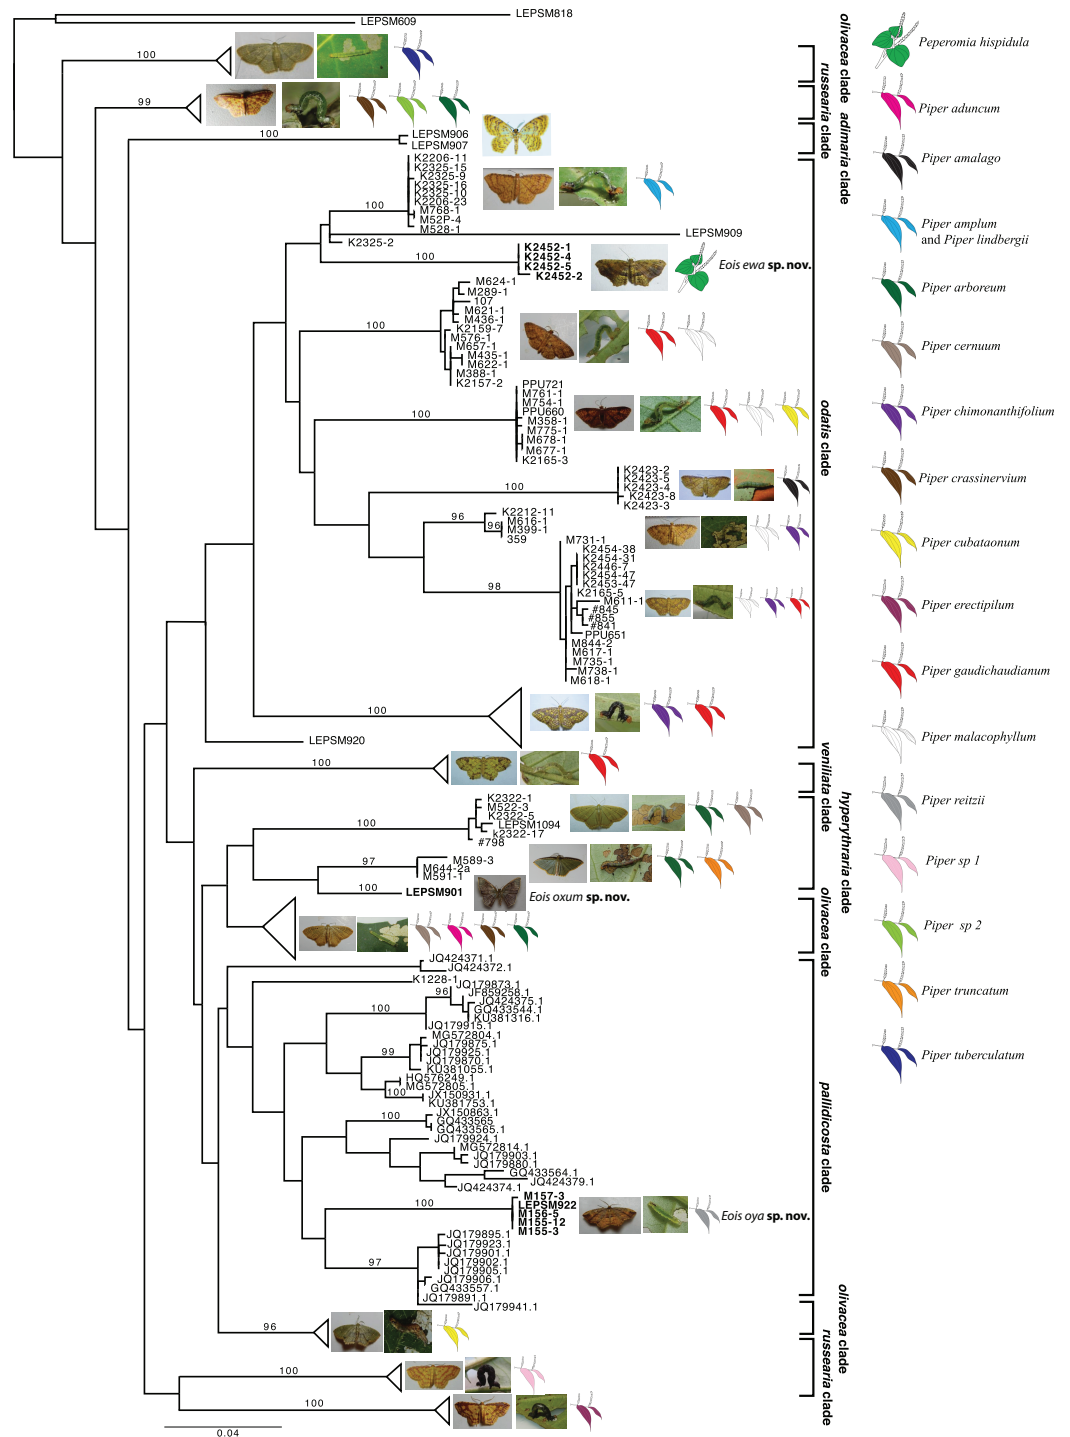 LEPSM818
LEPSM609
100
99
100
LEPSM906
LEPSM907
K2206-11
K2325-15
K2325-9
K2325-16
K2325-10
K2206-23
M768-1
M52P-4
M528-1
100
LEPSM909
K2325-2
K2452-1
K2452-4
K2452-5
K2452-2
100
Eois ewa sp. nov.
M624-1
M289-1
107
M621-1
M436-1
K2159-7
M576-1
M657-1
M435-1
M622-1
M388-1
K2157-2
100
PPU721
M761-1
M754-1
PPU660
M358-1
M775-1
M678-1
M677-1
K2165-3
100
K2423-2
K2423-5
K2423-4
K2423-8
K2423-3
100
K2212-11
M616-1
M399-1
359
96
96
M731-1
K2454-38
K2454-31
K2446-7
K2454-47
K2453-47
K2165-5
M611-1
#845
#855
#841
PPU651
M844-2
M617-1
M735-1
M738-1
M618-1
98
100
LEPSM920
100
K2322-1
M522-3
K2322-5
LEPSM1094
k2322-17
#798
100
M589-3
M644-2a
M591-1
97
100
LEPSM901
Eois oxum sp. nov.
JQ424371.1
JQ424372.1
K1228-1
JQ179873.1
JF859258.1
JQ424375.1
GQ433544.1
KU381316.1
JQ179915.1
96
100
MG572804.1
JQ179875.1
JQ179925.1
JQ179870.1
KU381055.1
99
HQ576249.1
MG572805.1
JX150931.1
KU381753.1
100
JX150863.1
GQ433565
GQ433565.1
100
JQ179924.1
MG572814.1
JQ179903.1
JQ179880.1
GQ433564.1
JQ424379.1
JQ424374.1
M157-3
LEPSM922
M156-5
M155-12
M155-3
100
Eois oya sp. nov.
JQ179895.1
JQ179923.1
JQ179901.1
JQ179902.1
JQ179905.1
JQ179906.1
GQ433557.1
JQ179891.1
JQ179941.1
97
96
100
100
0.04
olivacea clade
russearia clade
adimaria clade
odatis clade
veniliata clade
hyperythraria clade
olivacea clade
pallidicosta clade
olivacea clade
russearia clade
Peperomia hispidula
Piper aduncum
Piper amalago
Piper amplum
and Piper lindbergii
Piper arboreum
Piper cernuum
Piper chimonanthifolium
Piper crassinervium
Piper cubataonum
Piper erectipilum
Piper gaudichaudianum
Piper malacophyllum
Piper reitzii
Piper sp 1
Piper sp 2
Piper truncatum
Piper tuberculatum